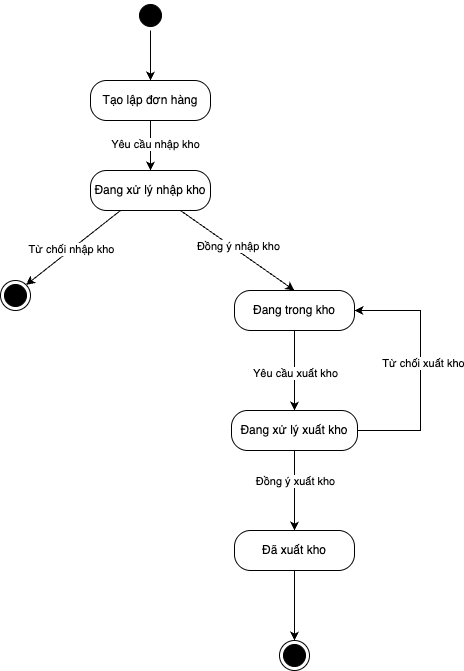 Tạo lập đơn hàng
Yêu cầu nhập kho
Đang xử lý nhập kho
Từ chối nhập kho
Đồng ý nhập kho
Đang trong kho
Yêu cầu xuất kho
Từ chối xuất kho
Đang xử lý xuất kho
Đồng ý xuất kho
Đã xuất kho